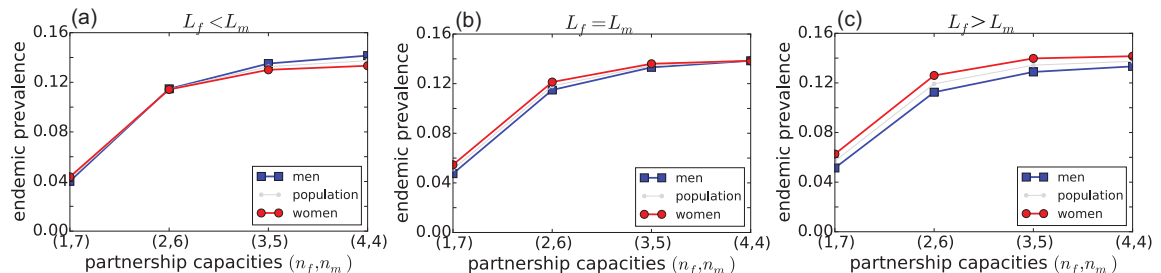 (a) L_f < L_m
0.16
0.12
0.08
0.04
0.00
endemic prevalence
men
population
women
(1,7) (2,6) (3,5) (4,4)
partnership capacities (n_f,n_m)
(b) L_f = L_m
0.16
0.12
0.08
0.04
0.00
endemic prevalence
men
population
women
(1,7) (2,6) (3,5) (4,4)
partnership capacities (n_f,n_m)
(c) L_f > L_m
0.16
0.12
0.08
0.04
0.00
endemic prevalence
men
population
women
(1,7) (2,6) (3,5) (4,4)
partnership capacities (n_f,n_m)